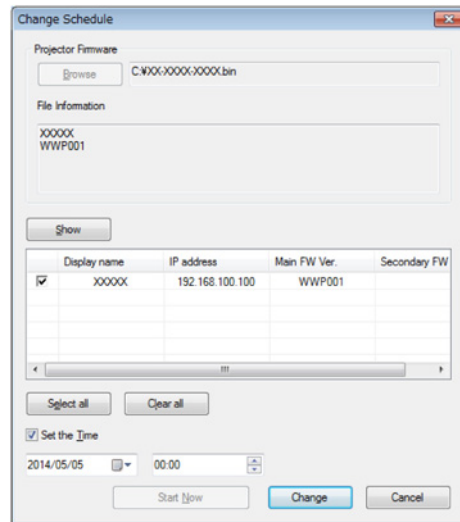 Change Schedule
Projector Firmware
Browse
C:¥XX-XXXX-XXXX.bin
File Information
XXXXX
WWP001
Show
Display name IP address Main FW Ver. Secondary FW
XXXXX 192.168.100.100 WWP001
Select all Clear all
Set the Time
2014/05/05 00:00
Start Now Change Cancel